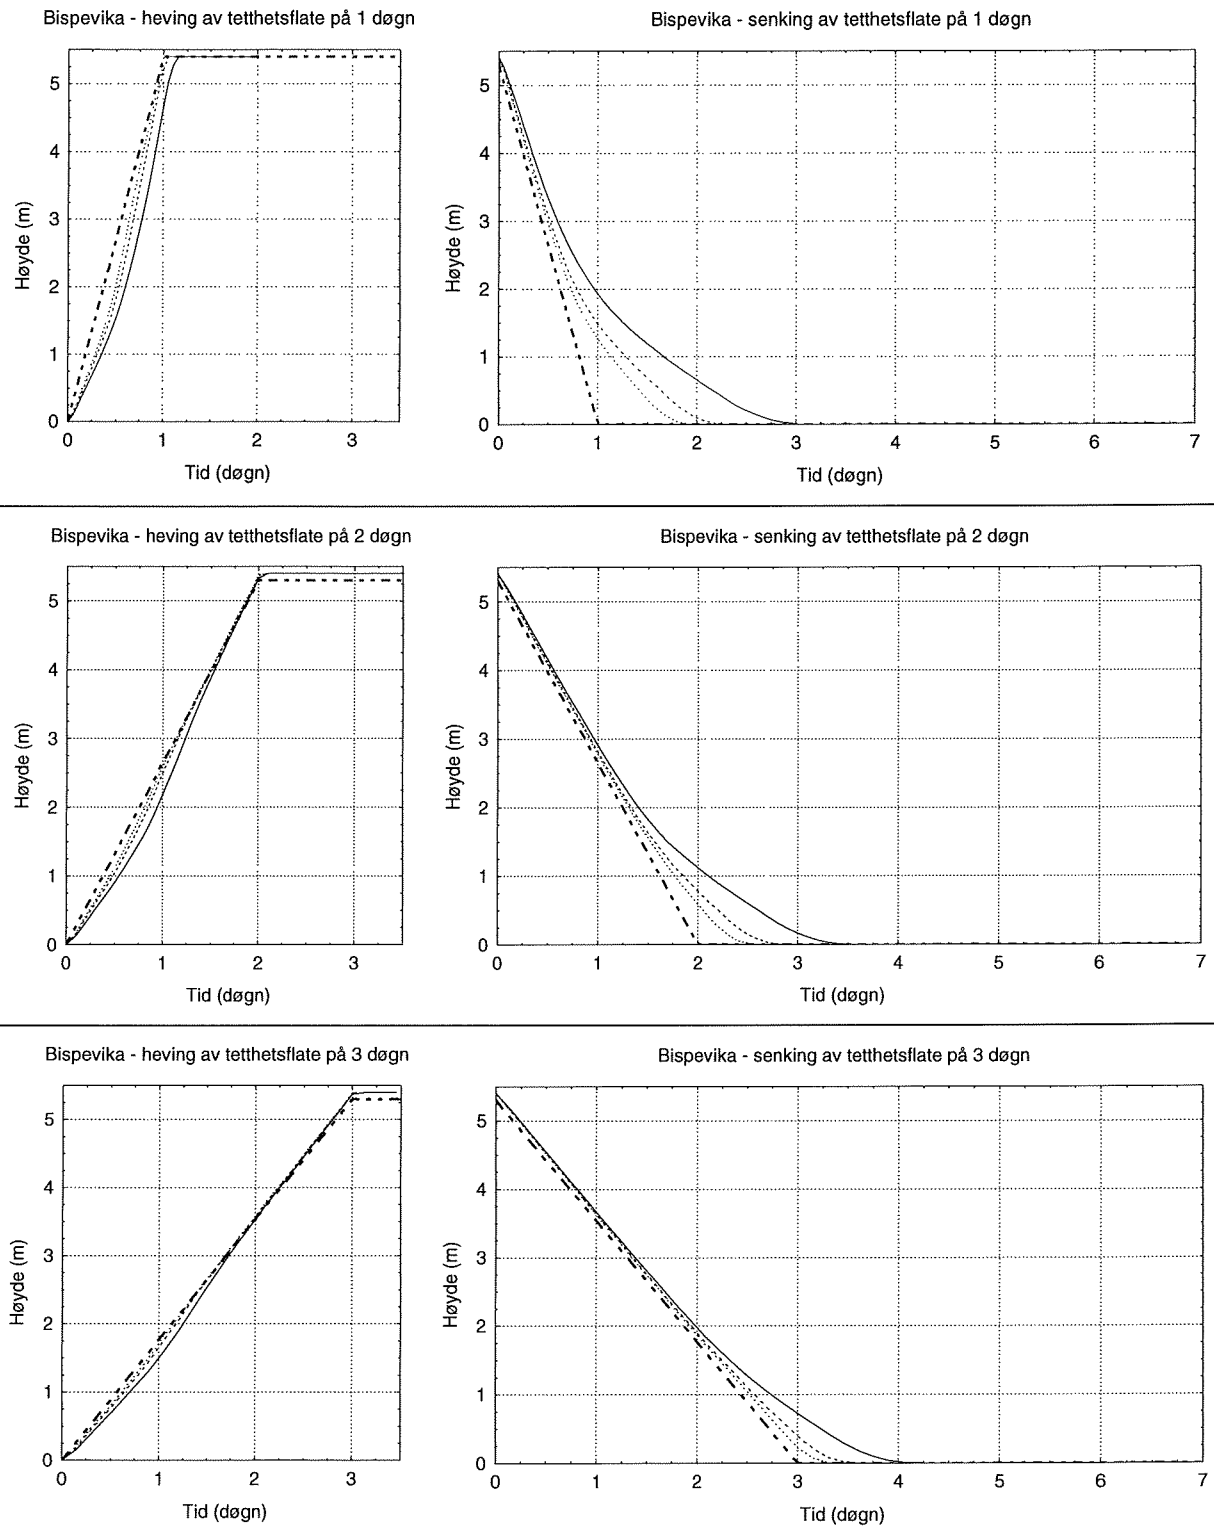 Bispevika - heving av tetthetsflate på 1 døgn
Høyde (m)
5
4
3
2
1
0
0 1 2 3
Tid (døgn)
Bispevika - senking av tetthetsflate på 1 døgn
Høyde (m)
5
4
3
2
1
0
0 1 2 3 4 5 6 7
Tid (døgn)
Bispevika - heving av tetthetsflate på 2 døgn
Høyde (m)
5
4
3
2
1
0
0 1 2 3
Tid (døgn)
Bispevika - senking av tetthetsflate på 2 døgn
Høyde (m)
5
4
3
2
1
0
0 1 2 3 4 5 6 7
Tid (døgn)
Bispevika - heving av tetthetsflate på 3 døgn
Høyde (m)
5
4
3
2
1
0
0 1 2 3
Tid (døgn)
Bispevika - senking av tetthetsflate på 3 døgn
Høyde (m)
5
4
3
2
1
0
0 1 2 3 4 5 6 7
Tid (døgn)